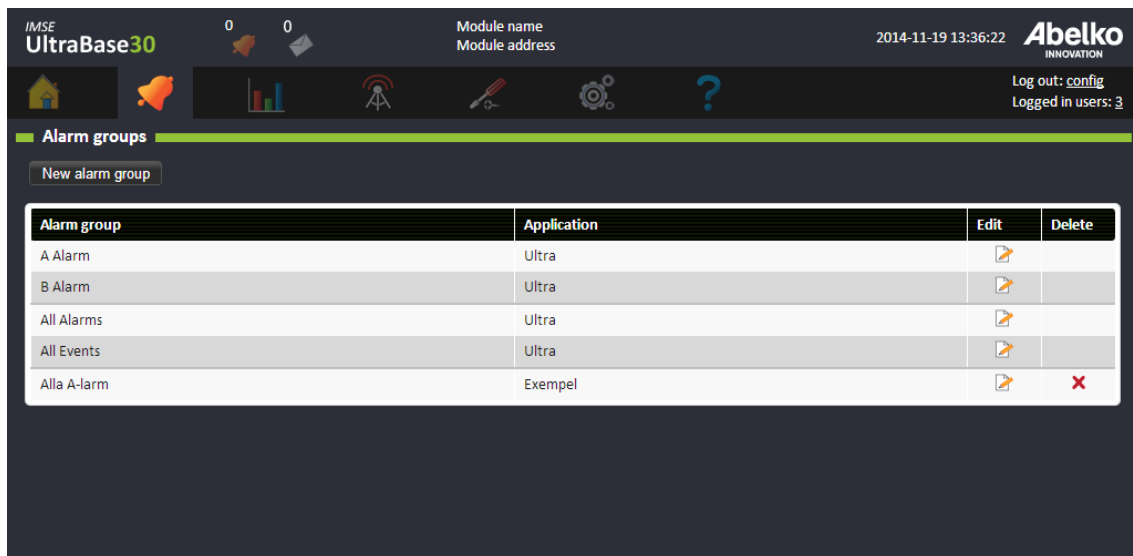 IMSE
UltraBase30
0
0
Module name
Module address
2014-11-19 13:36:22
Abelko
INNOVATION
?
Log out: config
Logged in users: 3
Alarm groups
New alarm group
Alarm group Application Edit Delete
A Alarm Ultra
B Alarm Ultra
All Alarms Ultra
All Events Ultra
Alla A-larm Exempel